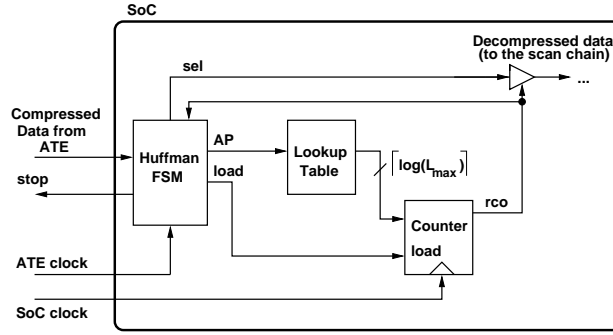 SoC
Decompressed data
(to the scan chain)
sel
...
Compressed
Data from
ATE
Huffman
FSM
AP
load
Lookup
Table
⌈log(L_max)⌉
stop
rco
Counter
load
ATE clock
SoC clock